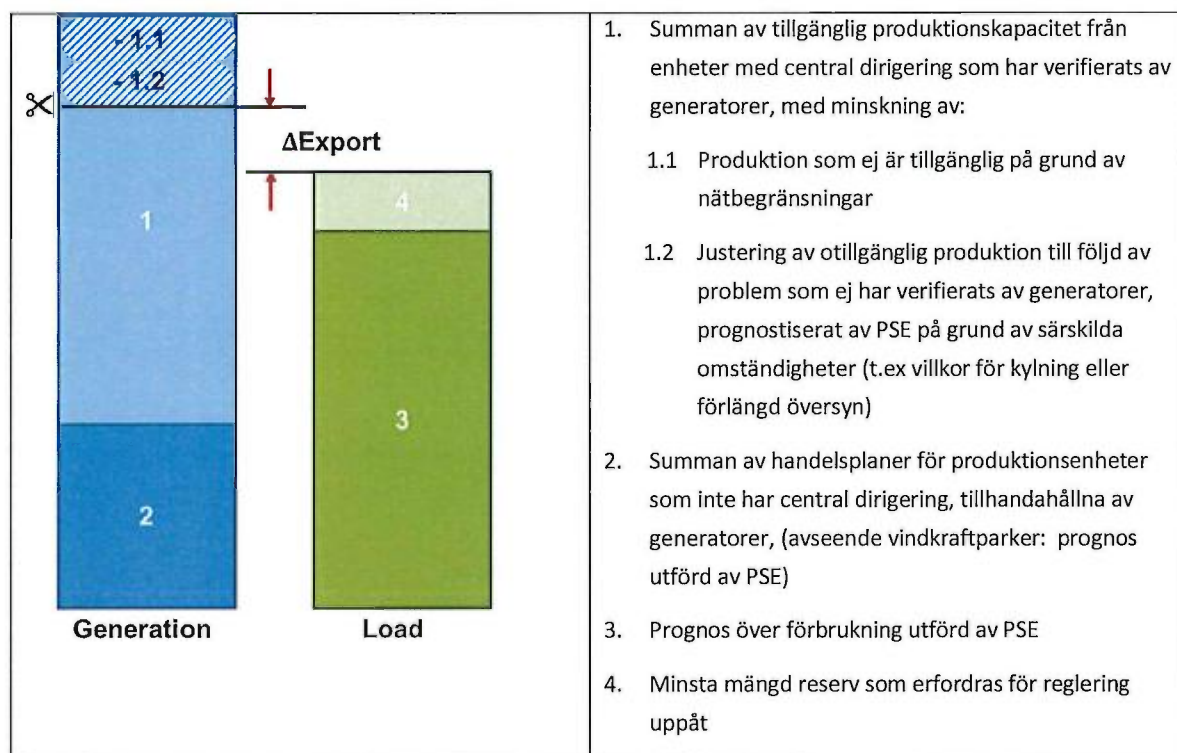 - 1.1
- 1.2
ΔExport
1
4
3
2
Generation
Load
1. Summan av tillgänglig produktionskapacitet från
enheter med central dirigering som har verifierats av
generatorer, med minskning av:
1.1 Produktion som ej är tillgänglig på grund av
nätbegränsningar
1.2 Justering av otillgänglig produktion till följd av
problem som ej har verifierats av generatorer,
prognostiserat av PSE på grund av särskilda
omständigheter (t.ex villkor för kylning eller
förlängd översyn)
2. Summan av handelsplaner för produktionsenheter
som inte har central dirigering, tillhandahållna av
generatorer, (avseende vindkraftparker: prognos
utförd av PSE)
3. Prognos över förbrukning utförd av PSE
4. Minsta mängd reserv som erfordras för reglering
uppåt